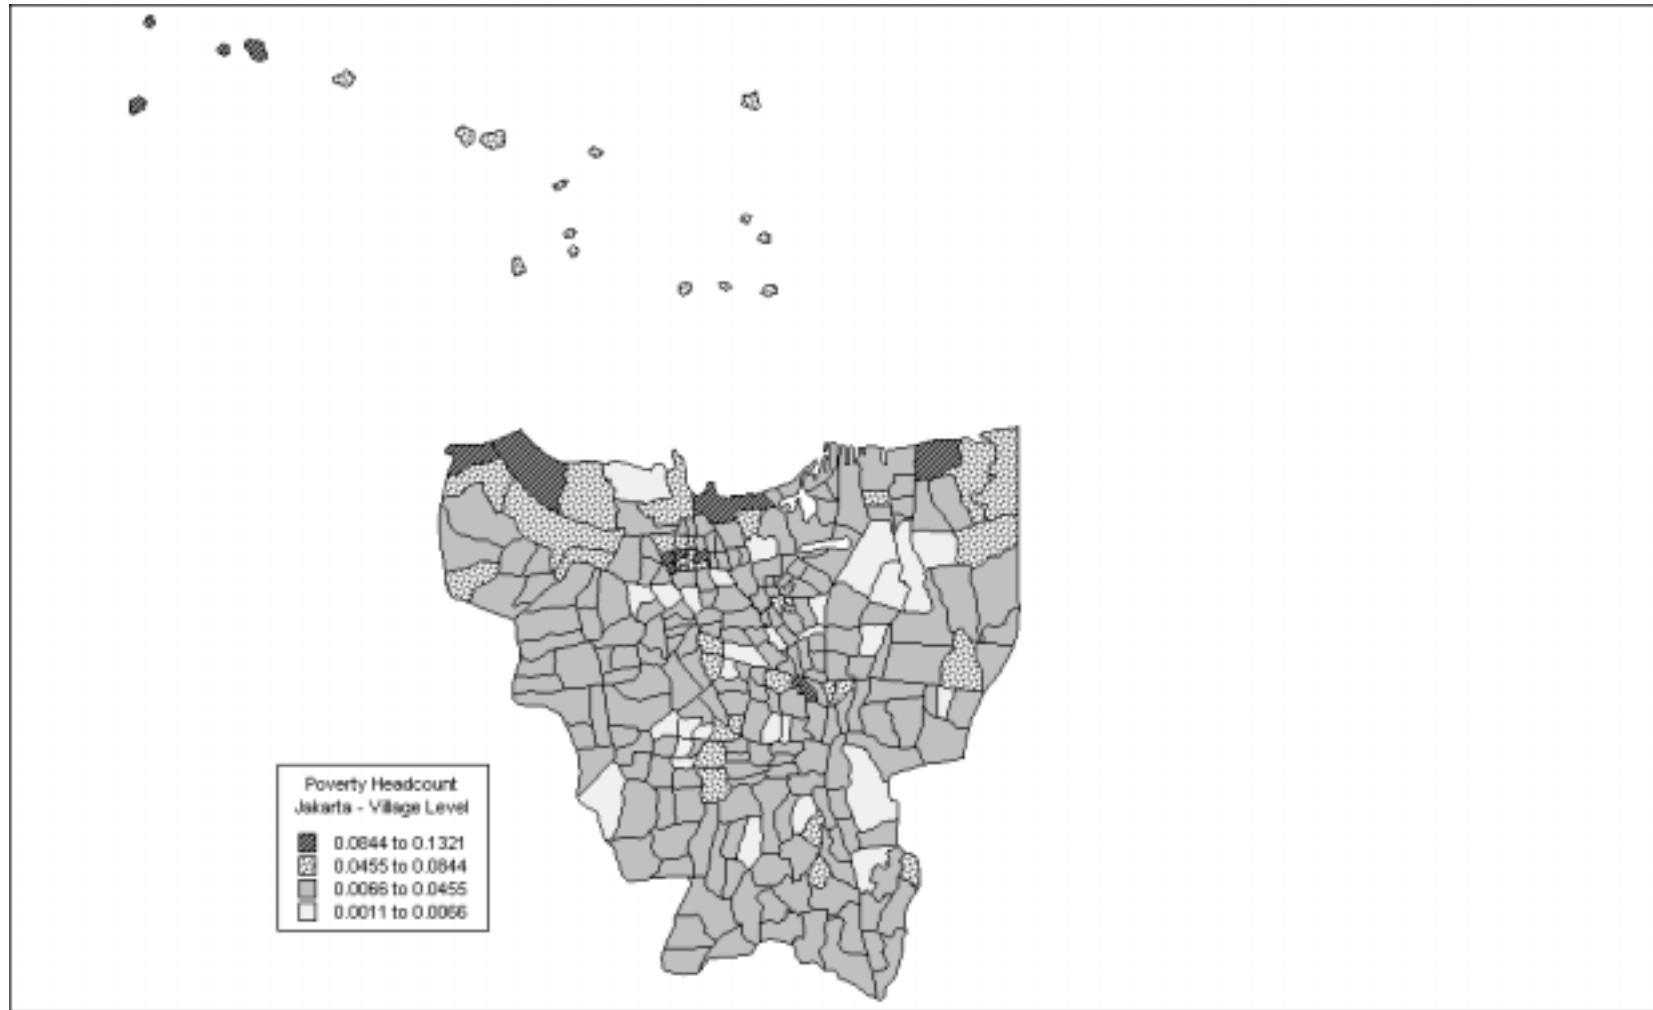 Poverty Headcount
Jakarta - Village Level
0.0844 to 0.1321
0.0455 to 0.0844
0.0066 to 0.0455
0.0011 to 0.0066